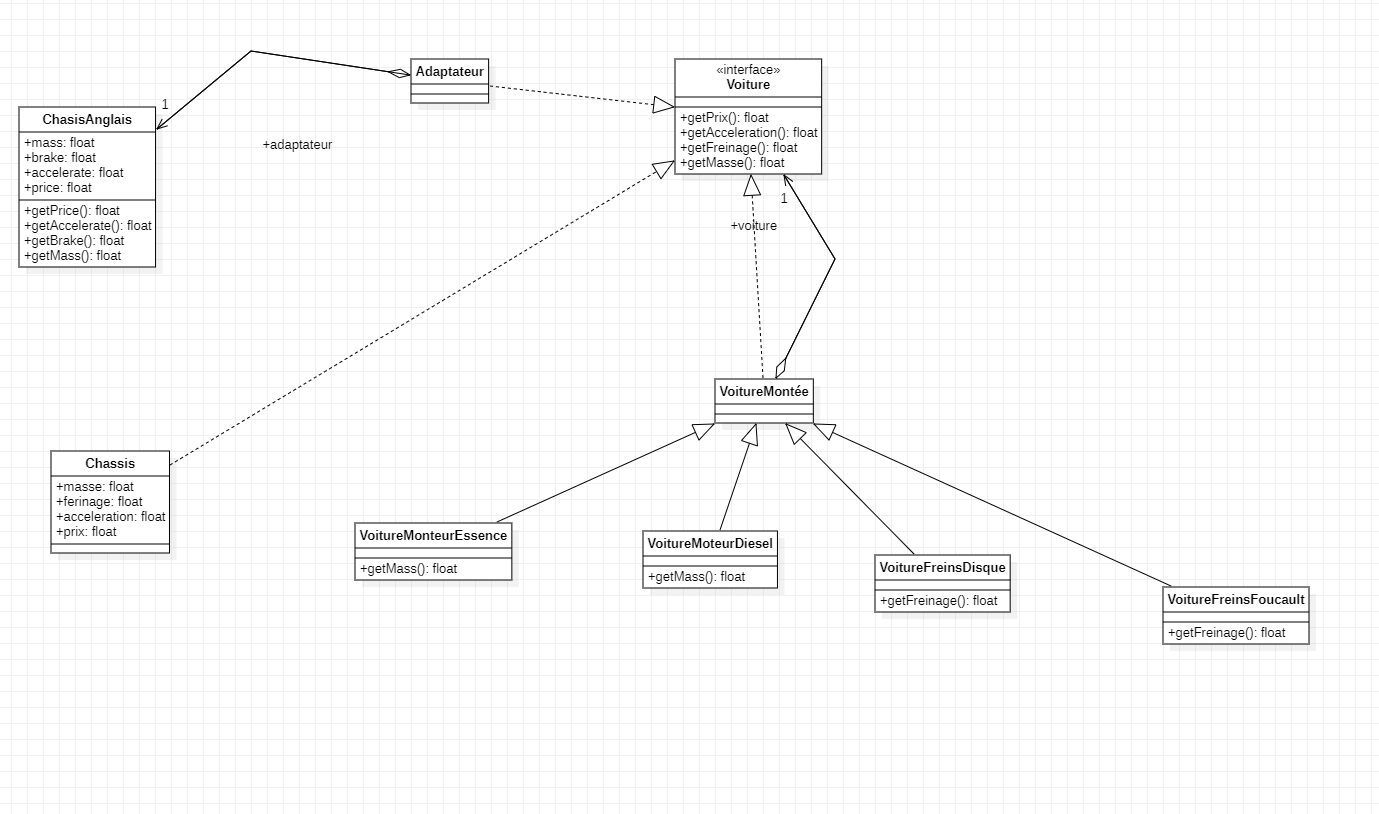 Adaptateur
«interface»
Voiture
+getPrix(): float
+getAcceleration(): float
+getFreinage(): float
+getMasse(): float
1
ChasisAnglais
+mass: float
+brake: float
+accelerate: float
+price: float
+getPrice(): float
+getAccelerate(): float
+getBrake(): float
+getMass(): float
+adaptateur
1
+voiture
VoitureMontée
Chassis
+masse: float
+ferinage: float
+acceleration: float
+prix: float
VoitureMonteurEssence
+getMass(): float
VoitureMoteurDiesel
+getMass(): float
VoitureFreinsDisque
+getFreinage(): float
VoitureFreinsFoucault
+getFreinage(): float